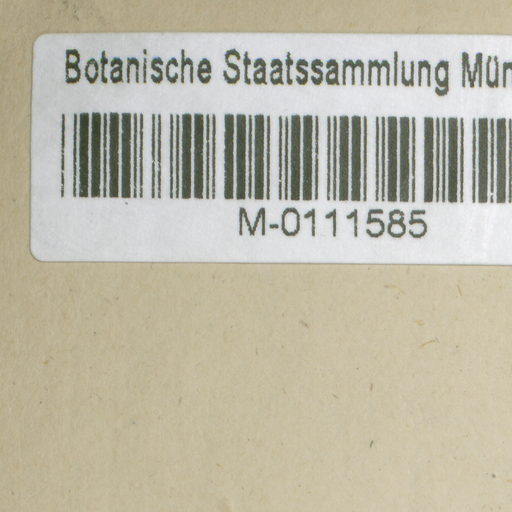 Botanische Staatssammlung Mün
M-0111585